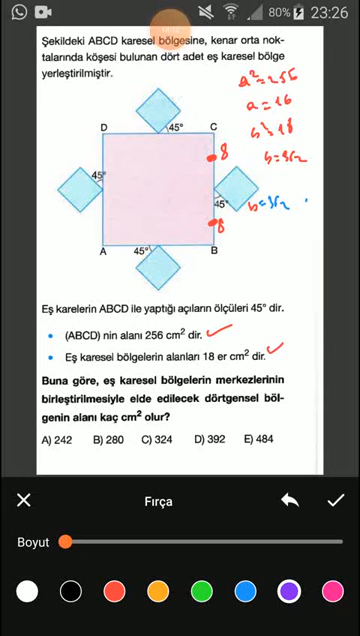 80% 23:26
Şekildeki ABCD karesel bölgesine, kenar orta nok-
talarında köşesi bulunan dört adet eş karesel bölge
yerleştirilmiştir.
a²=256
a=16
b²=18
b=3√2
D 45° C 8
45°
45° b=3√2
8
A 45° B
Eş karelerin ABCD ile yaptığı açıların ölçüleri 45° dir.
• (ABCD) nin alanı 256 cm² dir.
• Eş karesel bölgelerin alanları 18 er cm² dir.
Buna göre, eş karesel bölgelerin merkezlerinin
birleştirilmesiyle elde edilecek dörtgensel böl-
genin alanı kaç cm² olur?
A) 242 B) 280 C) 324 D) 392 E) 484
Fırça
Boyut